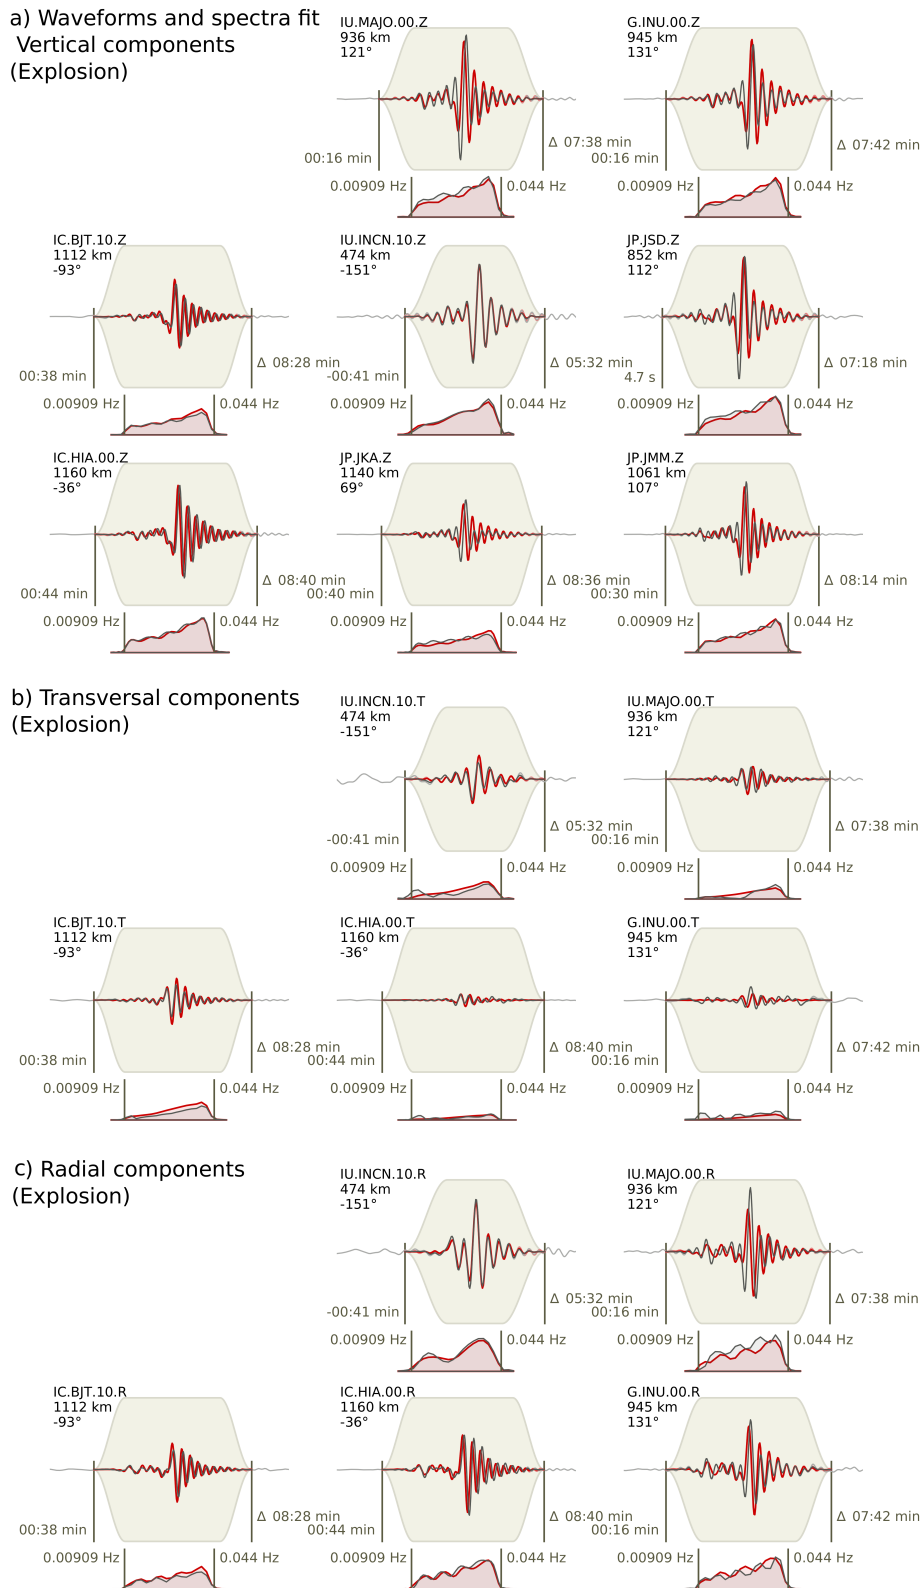 a) Waveforms and spectra fit
Vertical components
(Explosion)
IU.MAJO.00.Z
936 km
121°
00:16 min
Δ 07:38 min
0.00909 Hz
0.044 Hz
G.INU.00.Z
945 km
131°
00:16 min
Δ 07:42 min
0.00909 Hz
0.044 Hz
IC.BJT.10.Z
1112 km
-93°
00:38 min
Δ 08:28 min
0.00909 Hz
0.044 Hz
IU.INCN.10.Z
474 km
-151°
-00:41 min
Δ 05:32 min
0.00909 Hz
0.044 Hz
JP.JSD.Z
852 km
112°
4.7 s
Δ 07:18 min
0.00909 Hz
0.044 Hz
IC.HIA.00.Z
1160 km
-36°
00:44 min
Δ 08:40 min
0.00909 Hz
0.044 Hz
JP.JKA.Z
1140 km
69°
00:40 min
Δ 08:36 min
0.00909 Hz
0.044 Hz
JP.JMM.Z
1061 km
107°
00:30 min
Δ 08:14 min
0.00909 Hz
0.044 Hz
b) Transversal components
(Explosion)
IU.INCN.10.T
474 km
-151°
-00:41 min
Δ 05:32 min
0.00909 Hz
0.044 Hz
IU.MAJO.00.T
936 km
121°
00:16 min
Δ 07:38 min
0.00909 Hz
0.044 Hz
IC.BJT.10.T
1112 km
-93°
00:38 min
Δ 08:28 min
0.00909 Hz
0.044 Hz
IC.HIA.00.T
1160 km
-36°
00:44 min
Δ 08:40 min
0.00909 Hz
0.044 Hz
G.INU.00.T
945 km
131°
00:16 min
Δ 07:42 min
0.00909 Hz
0.044 Hz
c) Radial components
(Explosion)
IU.INCN.10.R
474 km
-151°
-00:41 min
Δ 05:32 min
0.00909 Hz
0.044 Hz
IU.MAJO.00.R
936 km
121°
00:16 min
Δ 07:38 min
0.00909 Hz
0.044 Hz
IC.BJT.10.R
1112 km
-93°
00:38 min
Δ 08:28 min
0.00909 Hz
0.044 Hz
IC.HIA.00.R
1160 km
-36°
00:44 min
Δ 08:40 min
0.00909 Hz
0.044 Hz
G.INU.00.R
945 km
131°
00:16 min
Δ 07:42 min
0.00909 Hz
0.044 Hz